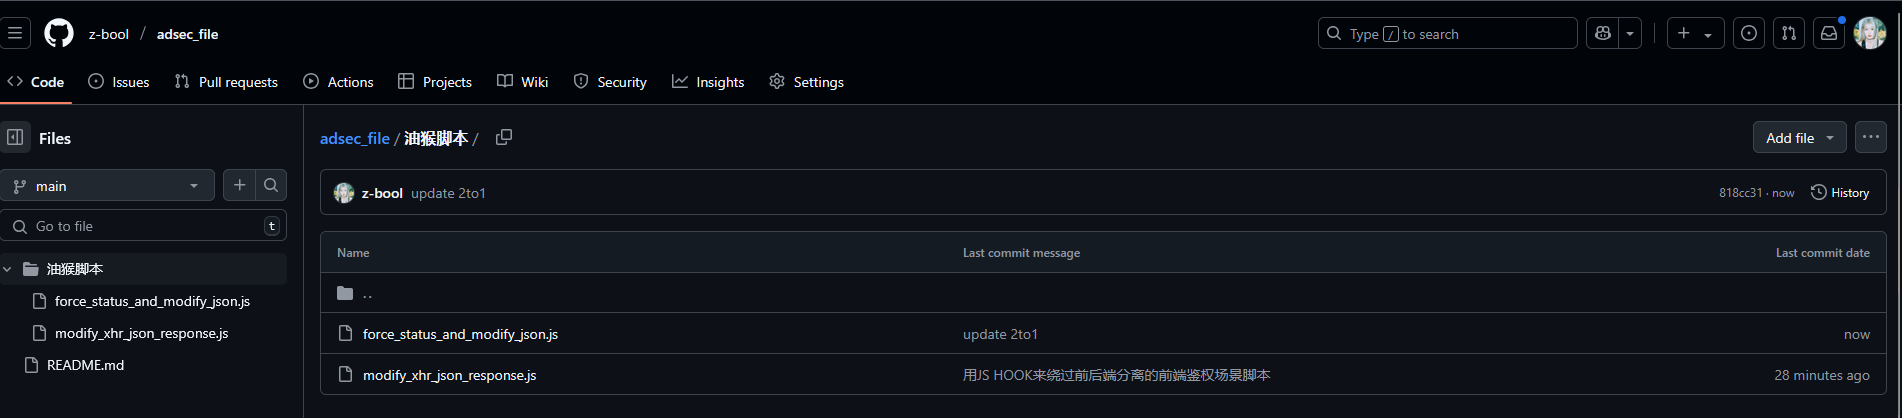 z-bool / adsec_file
Type / to search
Code Issues Pull requests Actions Projects Wiki Security Insights Settings
Files
adsec_file / 油猴脚本 /
Add file
main
z-bool update 2to1
818cc31 · now History
Go to file t
Name Last commit message Last commit date
油猴脚本
..
force_status_and_modify_json.js
modify_xhr_json_response.js
README.md
force_status_and_modify_json.js update 2to1 now
modify_xhr_json_response.js 用JS HOOK来绕过前后端分离的前端鉴权场景脚本 28 minutes ago